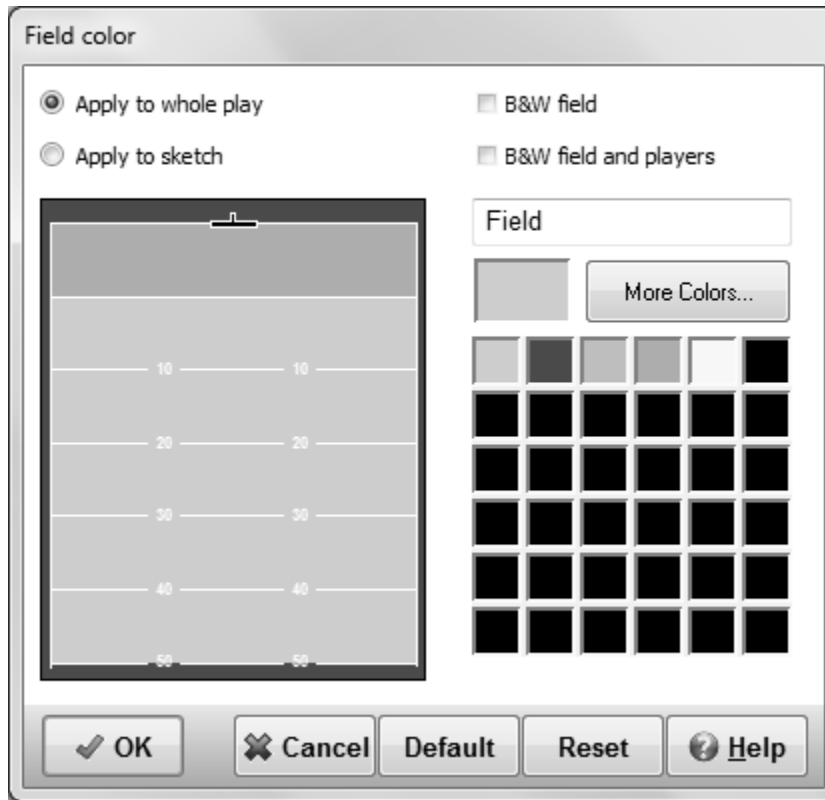 Field color
Apply to whole play
B&W field
Apply to sketch
B&W field and players
Field
More Colors...
10 10
20 20
30 30
40 40
50 50
OK Cancel Default Reset Help